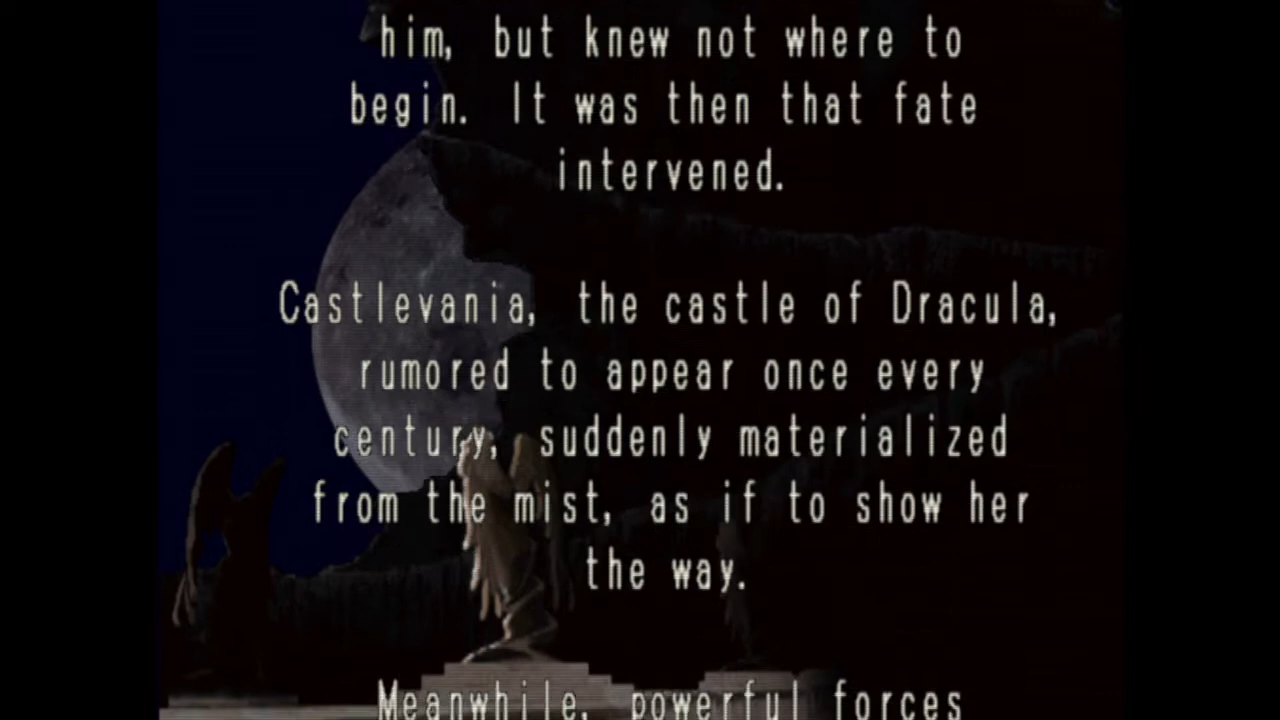 him, but knew not where to
begin. It was then that fate
intervened.
Castlevania, the castle of Dracula,
rumored to appear once every
century, suddenly materialized
from the mist, as if to show her
the way.
Meanwhile, powerful forces